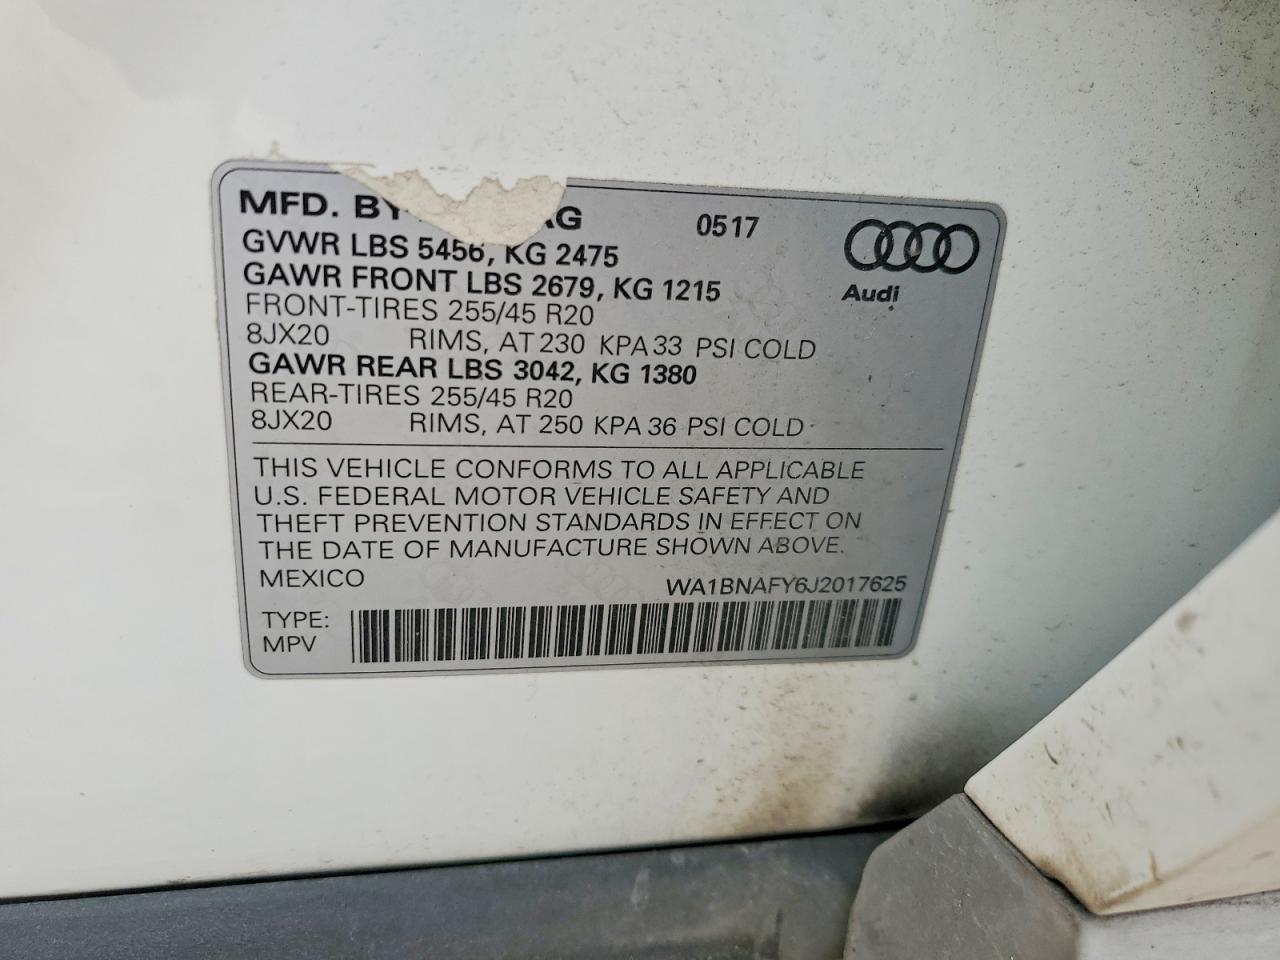 MFD. BY AG 0517
GVWR LBS 5456, KG 2475
GAWR FRONT LBS 2679, KG 1215
Audi
FRONT-TIRES 255/45 R20
8JX20 RIMS, AT 230 KPA 33 PSI COLD
GAWR REAR LBS 3042, KG 1380
REAR-TIRES 255/45 R20
8JX20 RIMS, AT 250 KPA 36 PSI COLD
THIS VEHICLE CONFORMS TO ALL APPLICABLE
U.S. FEDERAL MOTOR VEHICLE SAFETY AND
THEFT PREVENTION STANDARDS IN EFFECT ON
THE DATE OF MANUFACTURE SHOWN ABOVE.
MEXICO WA1BNAFY6J2017625
TYPE:
MPV